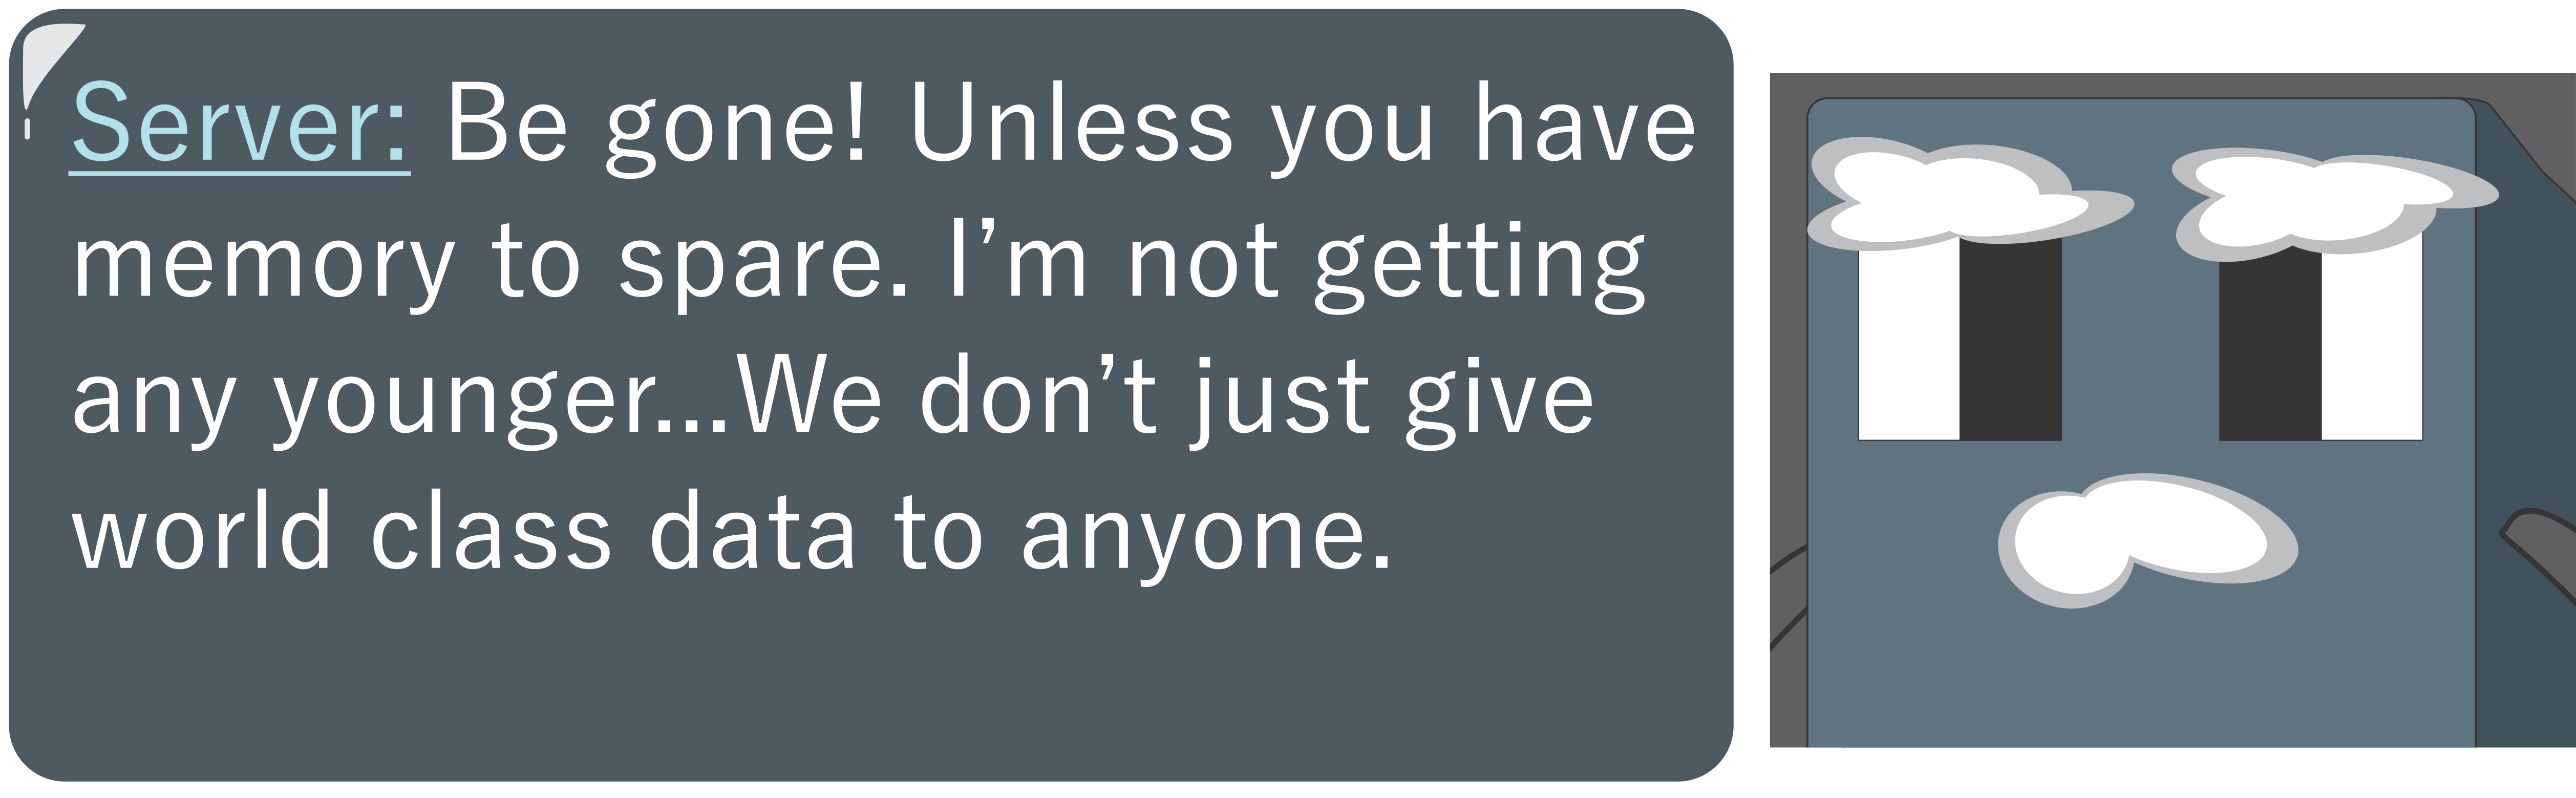 Server: Be gone! Unless you have
memory to spare. I’m not getting
any younger...We don’t just give
world class data to anyone.